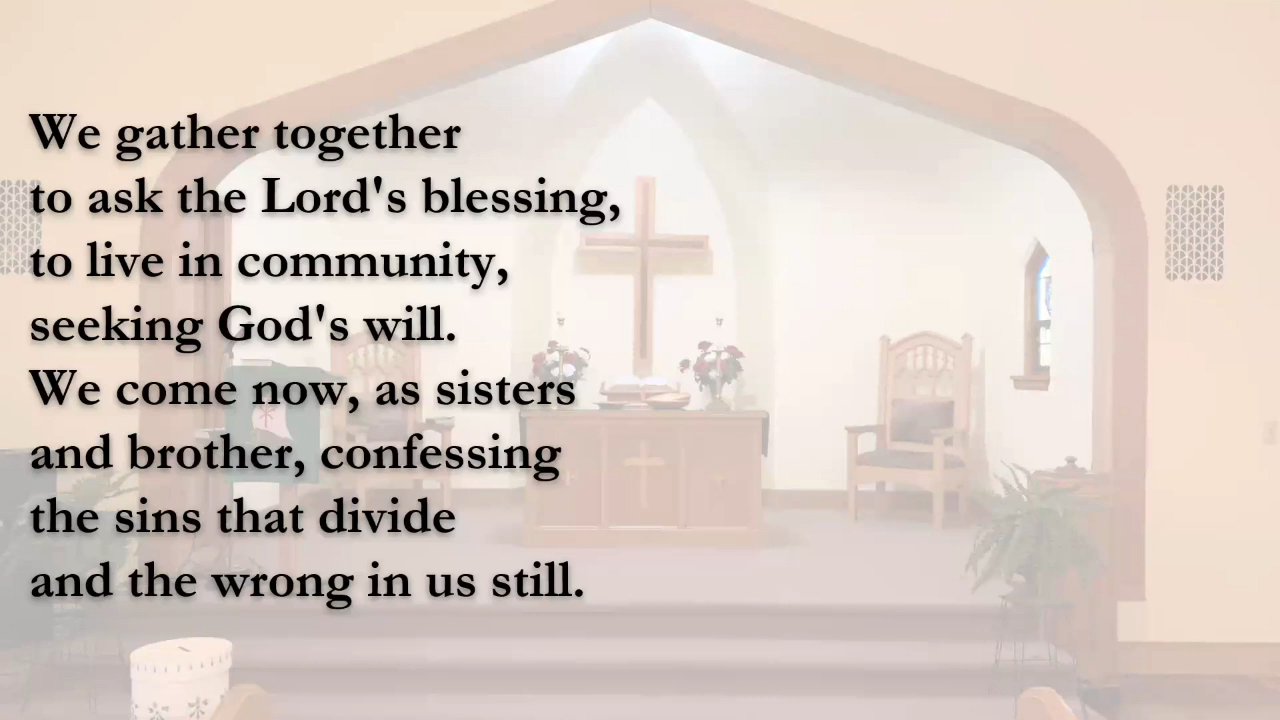 We gather together
to ask the Lord's blessing,
to live in community,
seeking God's will.
We come now, as sisters
and brother, confessing
the sins that divide
and the wrong in us still.